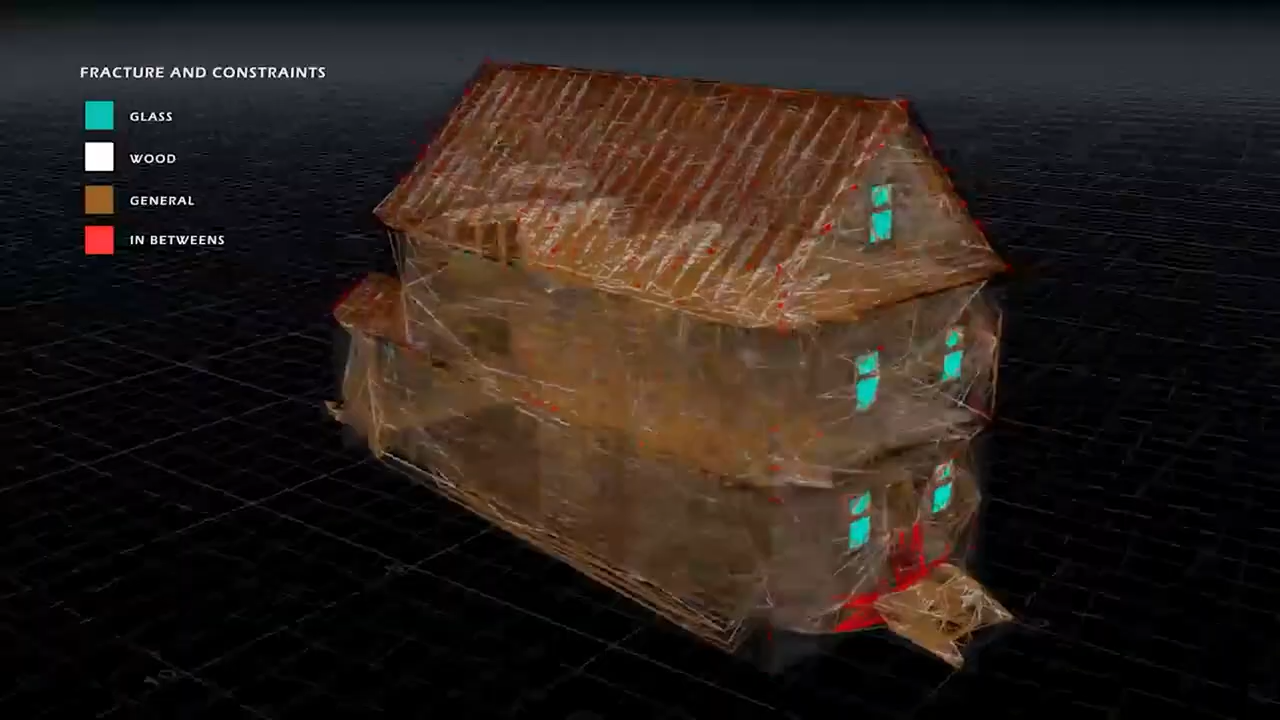 FRACTURE AND CONSTRAINTS
GLASS
WOOD
GENERAL
IN BETWEENS